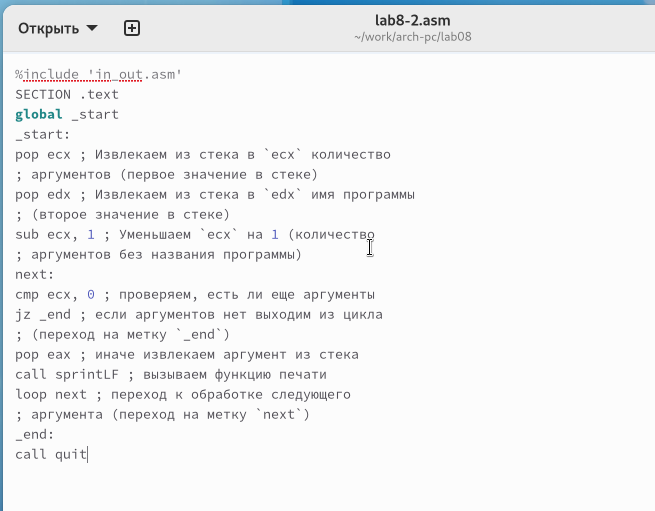 Открыть
lab8-2.asm
~/work/arch-pc/lab08
%include 'in_out.asm'
SECTION .text
global _start
_start:
pop ecx ; Извлекаем из стека в `ecx` количество
; аргументов (первое значение в стеке)
pop edx ; Извлекаем из стека в `edx` имя программы
; (второе значение в стеке)
sub ecx, 1 ; Уменьшаем `ecx` на 1 (количество
; аргументов без названия программы)
next:
cmp ecx, 0 ; проверяем, есть ли еще аргументы
jz _end ; если аргументов нет выходим из цикла
; (переход на метку `_end`)
pop eax ; иначе извлекаем аргумент из стека
call sprintLF ; вызываем функцию печати
loop next ; переход к обработке следующего
; аргумента (переход на метку `next`)
_end:
call quit